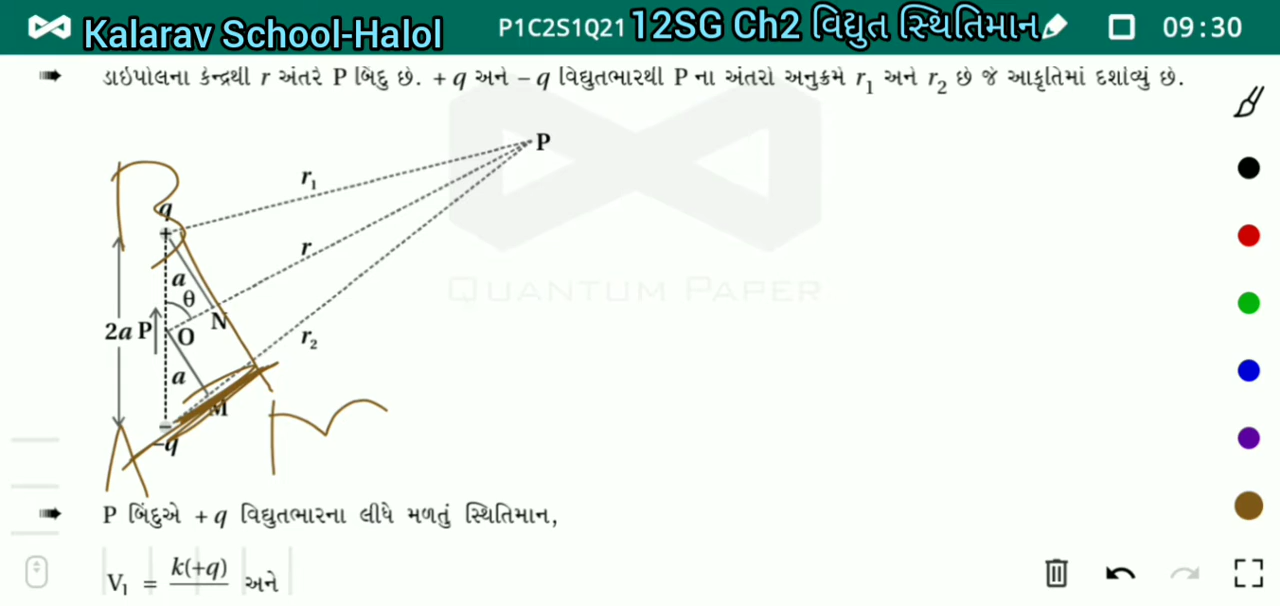 Kalarav School-Halol P1C2S1Q21 12SG Ch2 વિદ્યુત સ્થિતિમાન 09:30
ડાઇપોલના કેન્દ્રથી r અંતરે P બિંદુ છે. + q અને – q વિદ્યુતભારથી P ના અંતરો અનુક્રમે r₁ અને r₂ છે જે આકૃતિમાં દર્શાવ્યું છે.
P
r₁
q
+
r
a
θ
N
2a P O
r₂
a
M
–
–q
QUANTUM PAPER
P બિંદુએ + q વિદ્યુતભારના લીધે મળતું સ્થિતિમાન,
V₁ = k(+q) અને